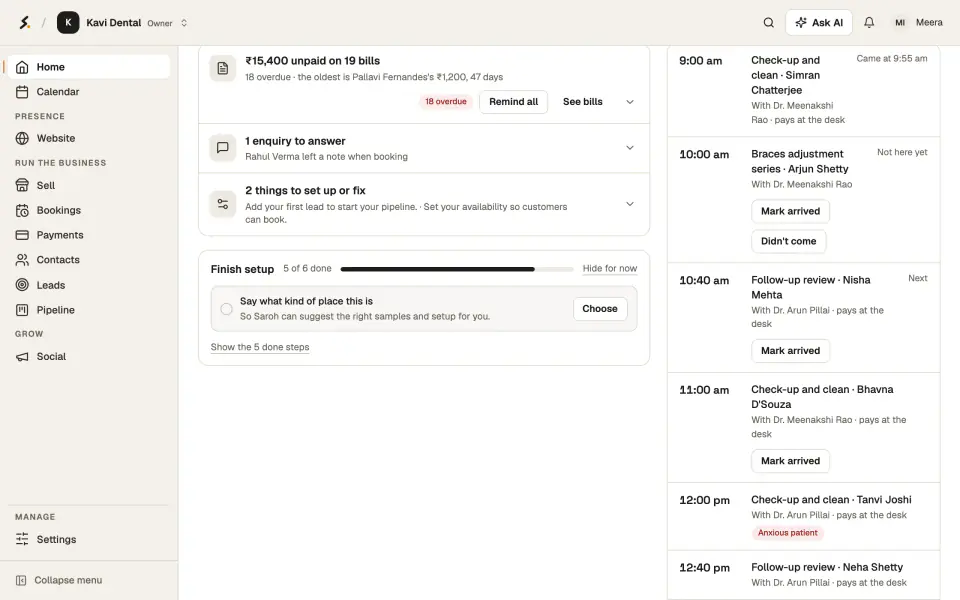 / K Kavi Dental Owner
Ask AI MI Meera
Home
Calendar
PRESENCE
Website
RUN THE BUSINESS
Sell
Bookings
Payments
Contacts
Leads
Pipeline
GROW
Social
MANAGE
Settings
Collapse menu
₹15,400 unpaid on 19 bills
18 overdue · the oldest is Pallavi Fernandes's ₹1,200, 47 days
18 overdue Remind all See bills
1 enquiry to answer
Rahul Verma left a note when booking
2 things to set up or fix
Add your first lead to start your pipeline. · Set your availability so customers
can book.
Finish setup 5 of 6 done Hide for now
Say what kind of place this is
So Saroh can suggest the right samples and setup for you.
Choose
Show the 5 done steps
9:00 am Check-up and Came at 9:55 am
clean · Simran
Chatterjee
With Dr. Meenakshi
Rao · pays at the desk
10:00 am Braces adjustment Not here yet
series · Arjun Shetty
With Dr. Meenakshi Rao
Mark arrived
Didn't come
10:40 am Follow-up review · Nisha Next
Mehta
With Dr. Arun Pillai · pays at the
desk
Mark arrived
11:00 am Check-up and clean · Bhavna
D'Souza
With Dr. Meenakshi Rao · pays at the
desk
Mark arrived
12:00 pm Check-up and clean · Tanvi Joshi
With Dr. Arun Pillai · pays at the desk
Anxious patient
12:40 pm Follow-up review · Neha Shetty
With Dr. Arun Pillai · pays at the desk